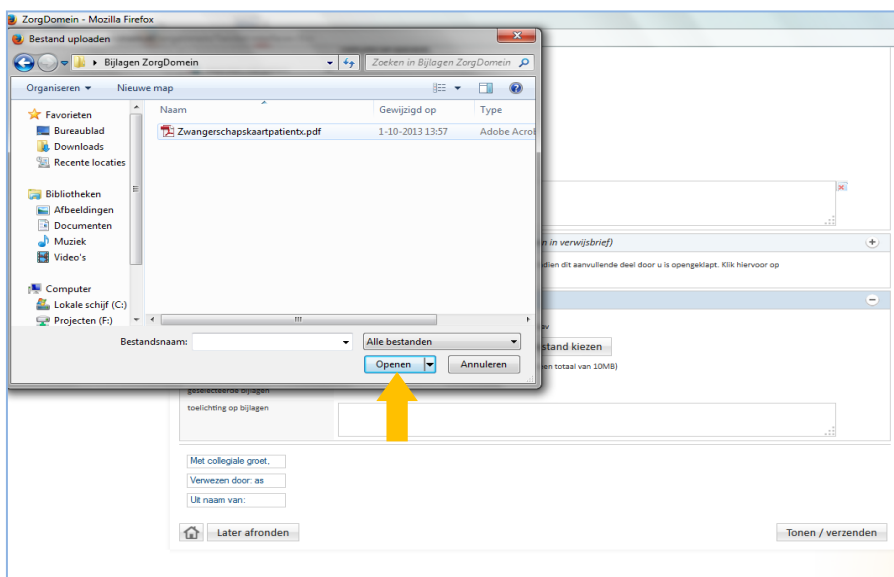 ZorgDomein - Mozilla Firefox
Bestand uploaden
Bijlagen ZorgDomein
Zoeken in Bijlagen ZorgDomein
Organiseren
Nieuwe map
Naam
Gewijzigd op
Type
Favorieten
Bureaublad
Downloads
Recente locaties
Bibliotheken
Afbeeldingen
Documenten
Muziek
Video's
Computer
Lokale schijf (C:)
Projecten (F:)
Zwangerschapskaartpatientx.pdf
1-10-2013 13:57
Adobe Acrol
Bestandsnaam:
Alle bestanden
Openen
Annuleren
n in verwijsbrief)
dien dit aanvullende deel door u is opengeklapt. Klik hiervoor op
av
stand kiezen
en totaal van 10MB)
geselecteerde bijlagen
toelichting op bijlagen
Met collegiale groet,
Verwezen door: as
Uit naam van:
Later afronden
Tonen / verzenden